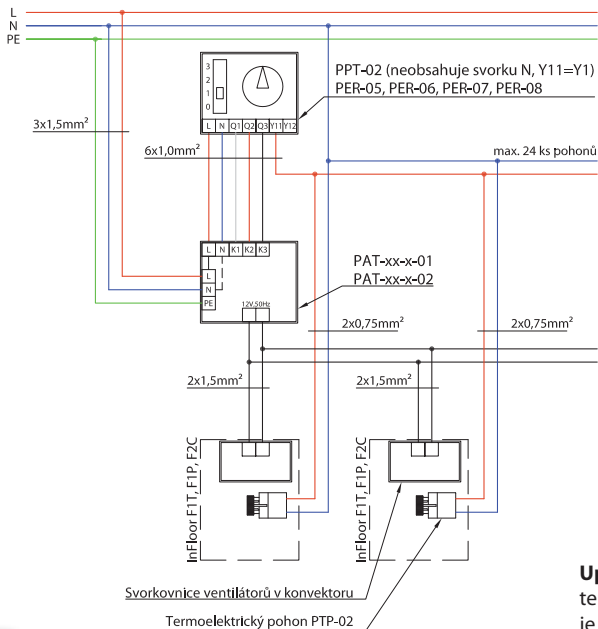 L
N
PE
3
2
1
0
L N Q1 Q2 Q3 Y11 Y12
PPT-02 (neobsahuje svorku N, Y11=Y1)
PER-05, PER-06, PER-07, PER-08
3x1,5mm²
6x1,0mm²
max. 24 ks pohonů
L N K1 K2 K3
L
N
PE
12V,50Hz
PAT-xx-x-01
PAT-xx-x-02
2x0,75mm²
2x0,75mm²
2x1,5mm²
2x1,5mm²
InFloor F1T, F1P, F2C
InFloor F1T, F1P, F2C
Svorkovnice ventilátorů v konvektoru
Termoelektrický pohon PTP-02
Up
te
je